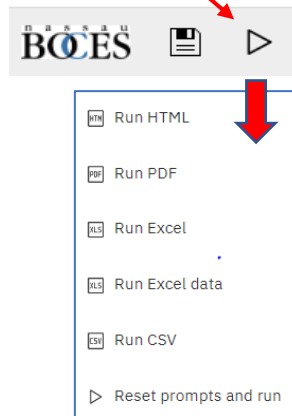 nassau
BOCES
HTM Run HTML
PDF Run PDF
XLS Run Excel
XLS Run Excel data
CSV Run CSV
Reset prompts and run